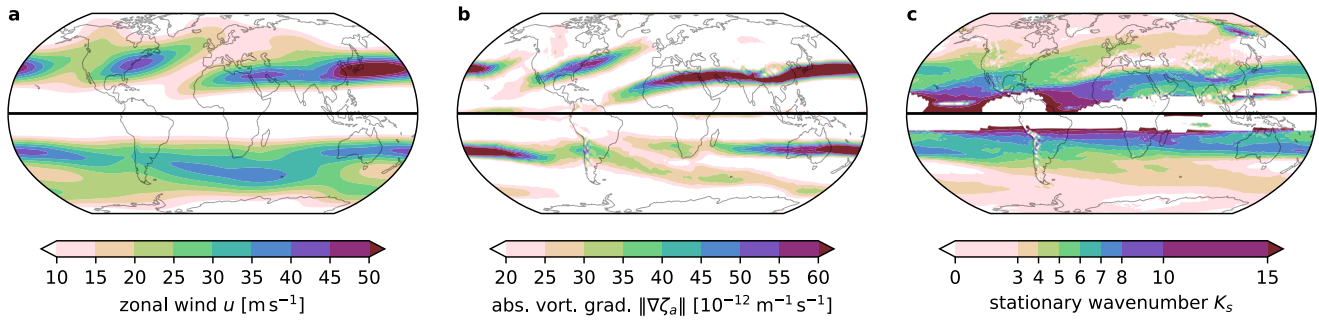 a
b
c
10 15 20 25 30 35 40 45 50
zonal wind u [m s⁻¹]
20 25 30 35 40 45 50 55 60
abs. vort. grad. ‖∇ζₐ‖ [10⁻¹² m⁻¹ s⁻¹]
0 3 4 5 6 7 8 10 15
stationary wavenumber Kₛ